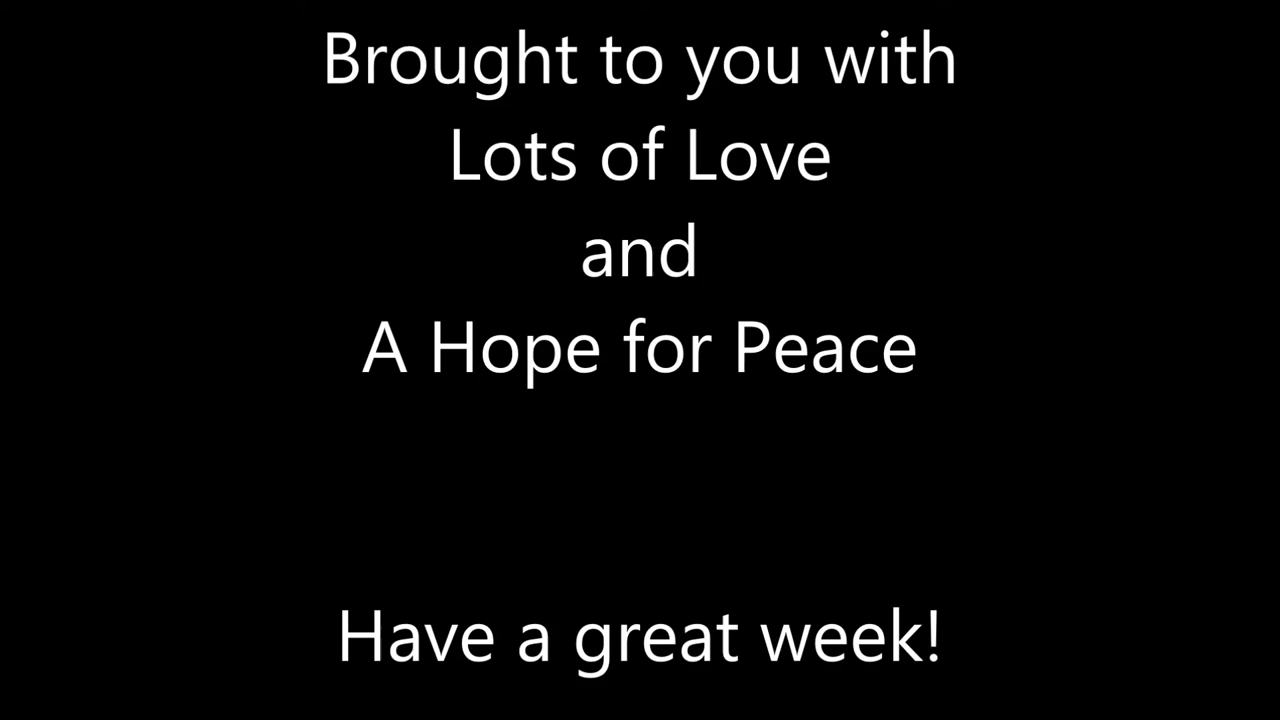 Brought to you with
Lots of Love
and
A Hope for Peace
Have a great week!